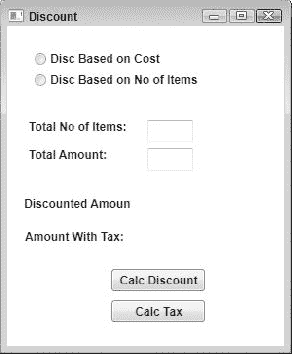 Discount
Disc Based on Cost
Disc Based on No of Items
Total No of Items:
Total Amount:
Discounted Amoun
Amount With Tax:
Calc Discount
Calc Tax